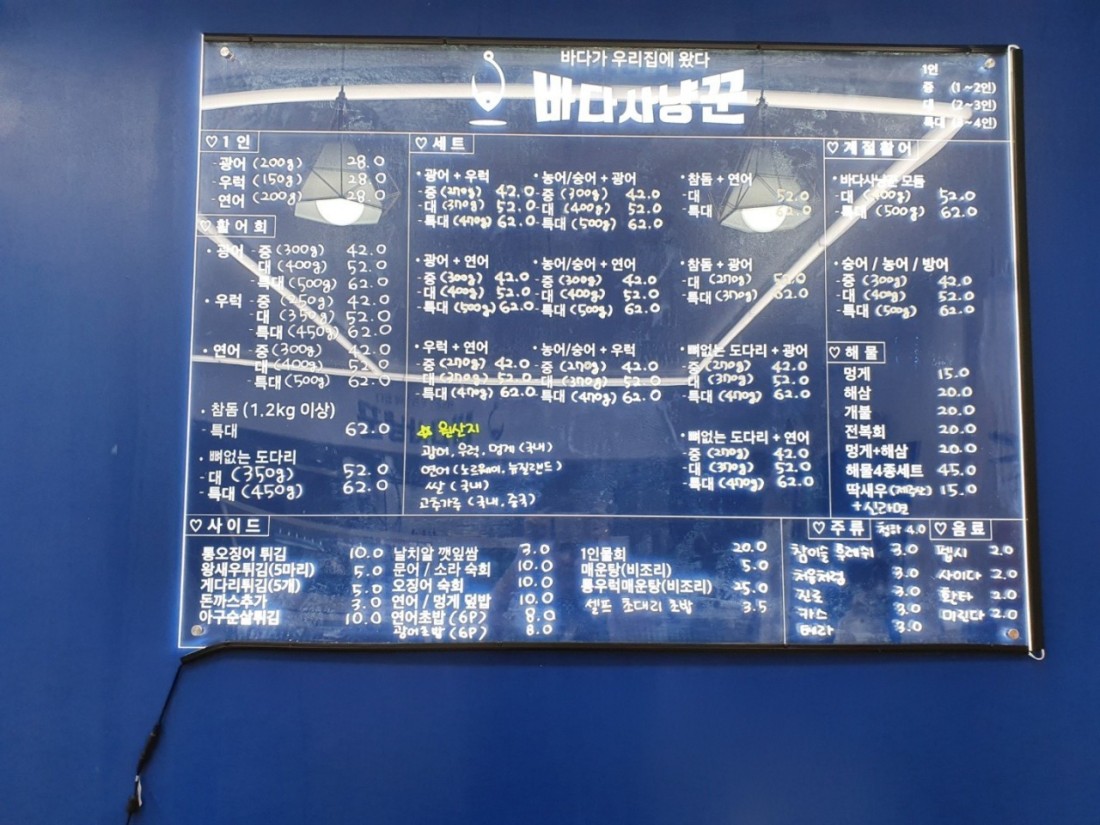 바다가 우리집에 왔다
바다사냥꾼
1인
중 (1~2인)
대 (2~3인)
특대 (3~4인)
♡ 1인
- 광어 (200g) 28.0
- 우럭 (150g) 28.0
- 연어 (200g) 28.0
♡ 활어회
• 광어 - 중 (300g) 42.0
대 (400g) 52.0
- 특대 (500g) 62.0
• 우럭 - 중 (250g) 42.0
대 (350g) 52.0
- 특대 (450g) 62.0
• 연어 - 중 (300g) 42.0
대 (400g) 52.0
- 특대 (500g) 62.0
• 참돔 (1.2kg 이상)
- 특대 62.0
• 뼈없는 도다리
- 대 (350g) 52.0
- 특대 (450g) 62.0
♡ 세트
• 광어 + 우럭
- 중 (270g) 42.0
- 대 (370g) 52.0
- 특대 (470g) 62.0
• 농어/숭어 + 광어
- 중 (300g) 42.0
- 대 (400g) 52.0
- 특대 (500g) 62.0
• 참돔 + 연어
- 대 52.0
- 특대 62.0
• 광어 + 연어
- 중 (300g) 42.0
- 대 (400g) 52.0
- 특대 (500g) 62.0
• 농어/숭어 + 연어
- 중 (300g) 42.0
- 대 (400g) 52.0
- 특대 (500g) 62.0
• 참돔 + 광어
- 대 (270g) 52.0
- 특대 (370g) 62.0
• 우럭 + 연어
- 중 (270g) 42.0
- 대 (370g) 52.0
- 특대 (470g) 62.0
• 농어/숭어 + 우럭
- 중 (270g) 42.0
- 대 (370g) 52.0
- 특대 (470g) 62.0
• 뼈없는 도다리 + 광어
- 중 (270g) 42.0
- 대 (370g) 52.0
- 특대 (470g) 62.0
☆ 원산지
광어, 우럭, 멍게 (국내)
연어 (노르웨이, 뉴질랜드)
쌀 (국내)
고춧가루 (국내, 중국)
• 뼈없는 도다리 + 연어
- 중 (270g) 42.0
- 대 (370g) 52.0
- 특대 (470g) 62.0
♡ 계절활어
• 바다사냥꾼 모듬
- 대 (400g) 52.0
- 특대 (500g) 62.0
• 숭어 / 농어 / 방어
- 중 (300g) 42.0
- 대 (400g) 52.0
- 특대 (500g) 62.0
♡ 해물
멍게 15.0
해삼 20.0
개불 20.0
전복회 20.0
멍게+해삼 20.0
해물4종세트 45.0
딱새우 15.0
+신라면
♡ 사이드
통오징어 튀김 10.0
왕새우튀김(5마리) 5.0
게다리튀김(5개) 5.0
돈까스추가 3.0
아구순살튀김 10.0
날치알 깻잎쌈 3.0
문어 / 소라 숙회 10.0
오징어 숙회 10.0
연어 / 멍게 덮밥 10.0
연어초밥 (6P) 8.0
광어초밥 (6P) 8.0
1인물회 20.0
매운탕(비조리) 5.0
통우럭매운탕(비조리) 25.0
셀프 초대리 초밥 3.5
♡ 주류
청하 4.0
참이슬 후레쉬 3.0
처음처럼 3.0
진로 3.0
카스 3.0
테라 3.0
♡ 음료
펩시 2.0
사이다 2.0
환타 2.0
미린다 2.0